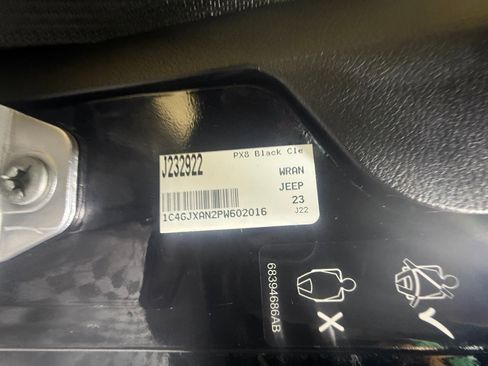 J232922
PX8 Black Cle
WRAN
JEEP
23
J22
1C4GJXAN2PW602016
68394686AB